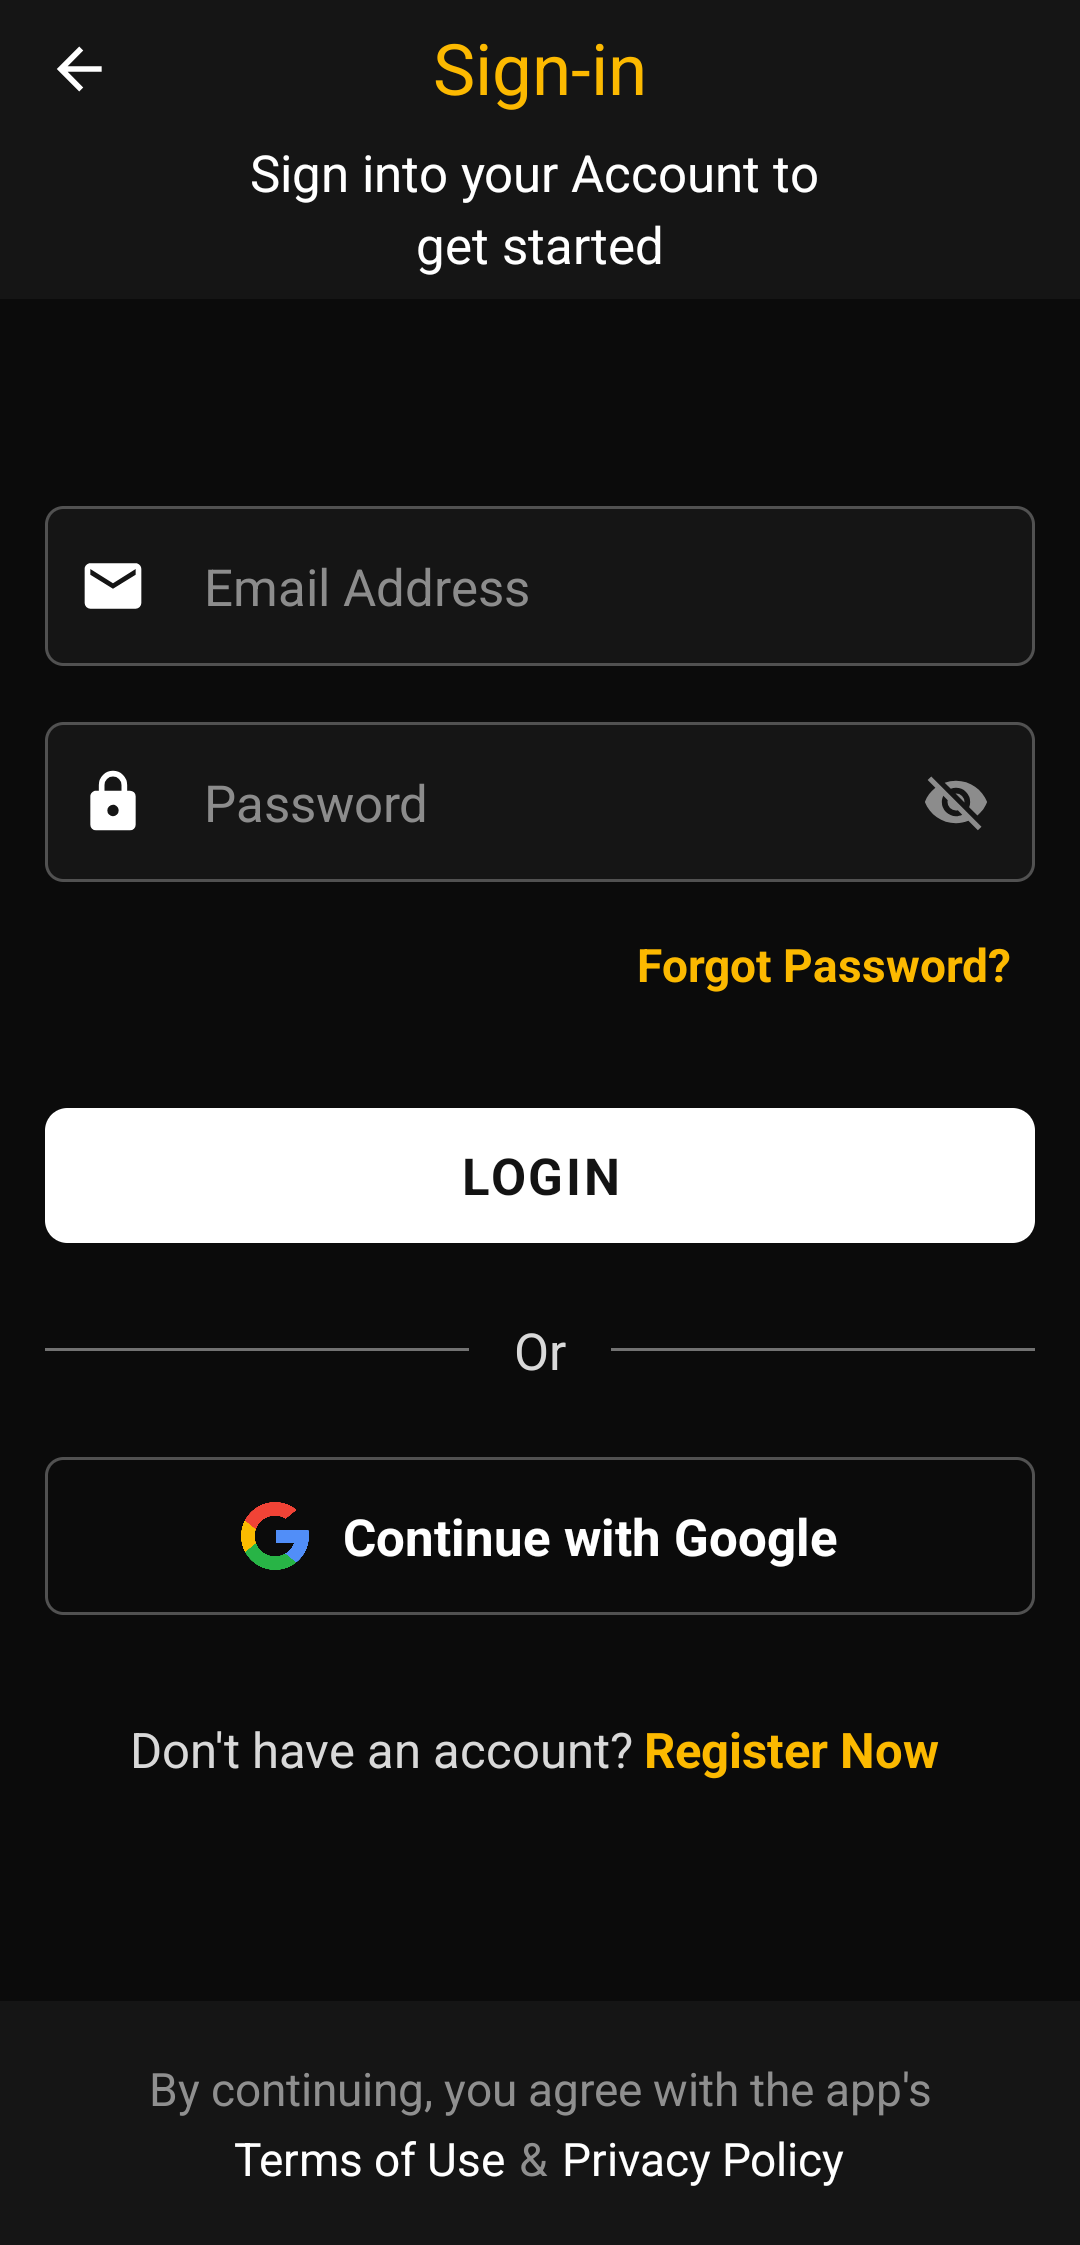 Sign-in
Sign into your Account to
get started
Email Address
Password
Forgot Password?
LOGIN
Or
Continue with Google
Don't have an account? Register Now
By continuing, you agree with the app's
Terms of Use & Privacy Policy